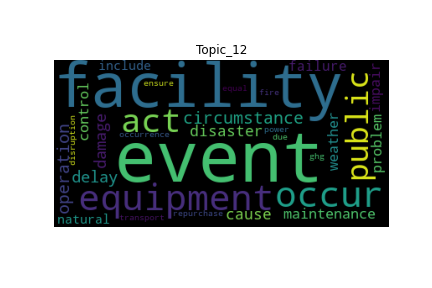 Topic_12
facility
include
failure
ensure
equal
fire
control
act
circumstance
public
impair
operation
disruption
damage
occurrence
disaster
power
due
weather
problem
event
ghg
delay
equipment
occur
natural
transport
repurchase
cause
maintenance